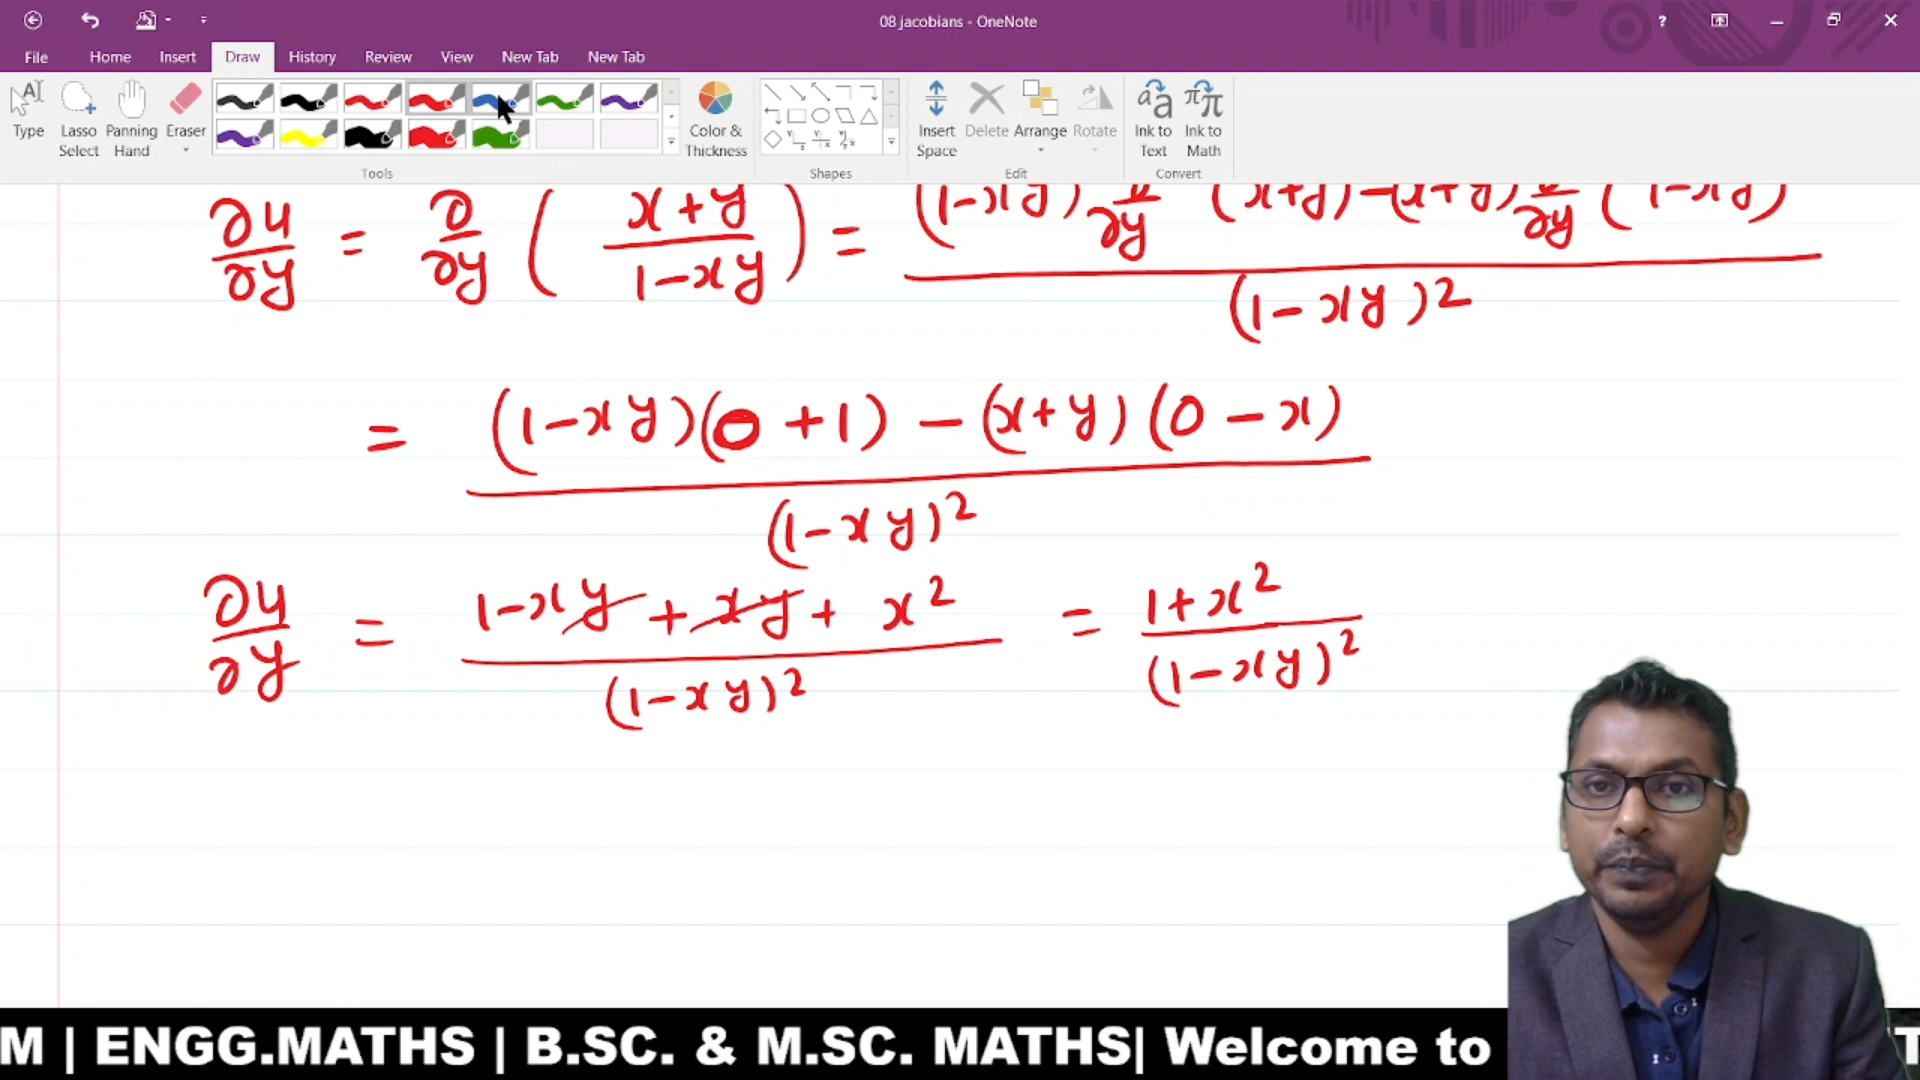 08 jacobians - OneNote
?
File Home Insert Draw History Review View New Tab New Tab
Type Lasso Select Panning Hand Eraser Color & Thickness Insert Space Delete Arrange Rotate Ink to Text Ink to Math
Tools Shapes Edit Convert
∂u/∂y = ∂/∂y ( (x+y)/(1-xy) ) = ((1-xy) ∂/∂y (x+y) - (x+y) ∂/∂y (1-xy)) / (1-xy)²
= ((1-xy)(0+1) - (x+y)(0-x)) / (1-xy)²
∂u/∂y = (1-xy + xy + x²) / (1-xy)² = (1+x²) / (1-xy)²
M | ENGG.MATHS | B.SC. & M.SC. MATHS| Welcome to